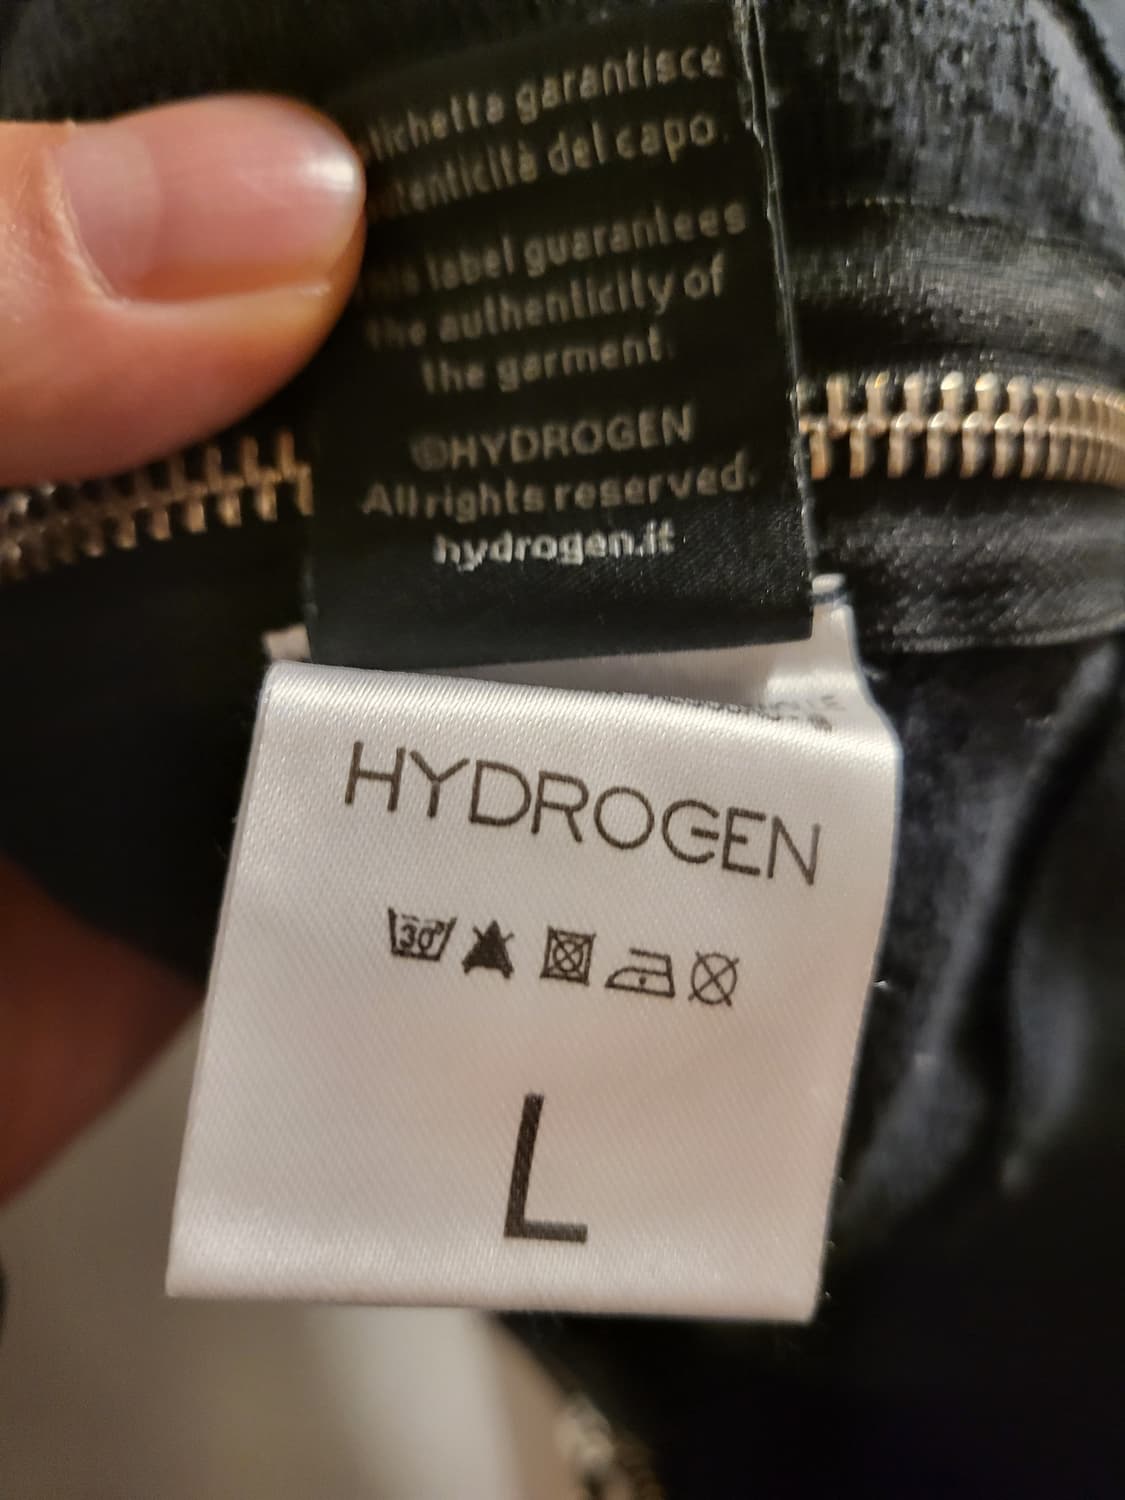 etichetta garantisce
autenticità del capo.
This label guarantees
the authenticity of
the garment.
©HYDROGEN
All rights reserved.
hydrogen.it
HYDROGEN
30°
L